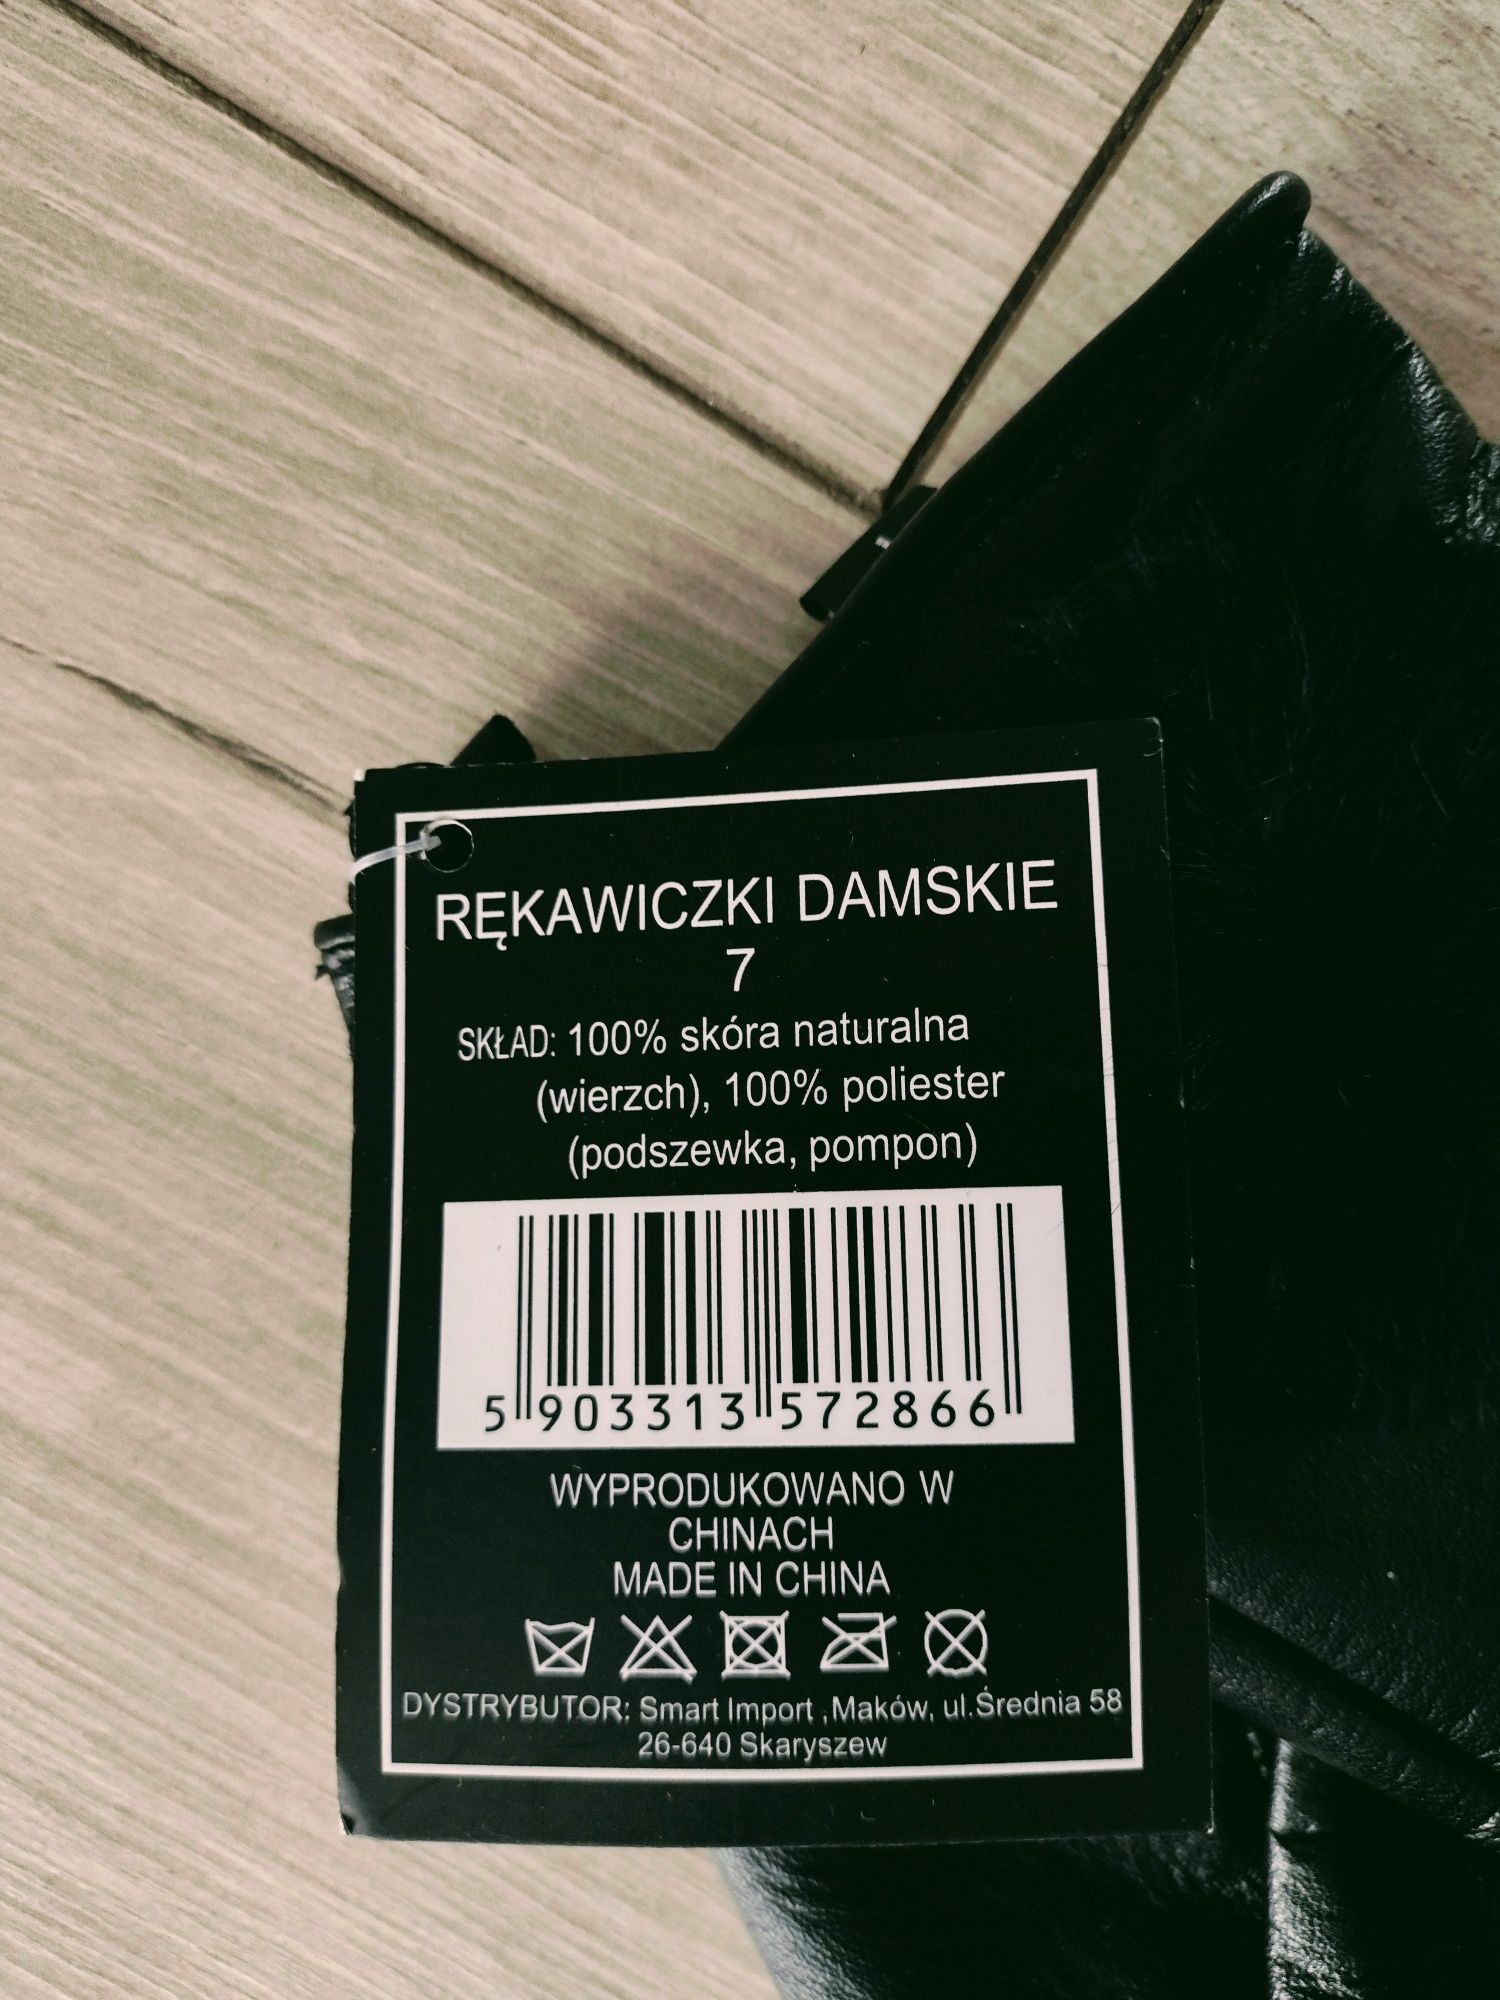 RĘKAWICZKI DAMSKIE
7
SKŁAD: 100% skóra naturalna
(wierzch), 100% poliester
(podszewka, pompon)
5 903313 572866
WYPRODUKOWANO W
CHINACH
MADE IN CHINA
DYSTRYBUTOR: Smart Import ,Maków, ul.Średnia 58
26-640 Skaryszew